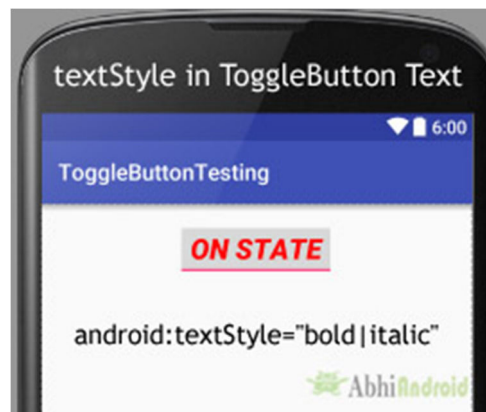 textStyle in ToggleButton Text
6:00
ToggleButtonTesting
ON STATE
android:textStyle="bold|italic"
AbhiAndroid